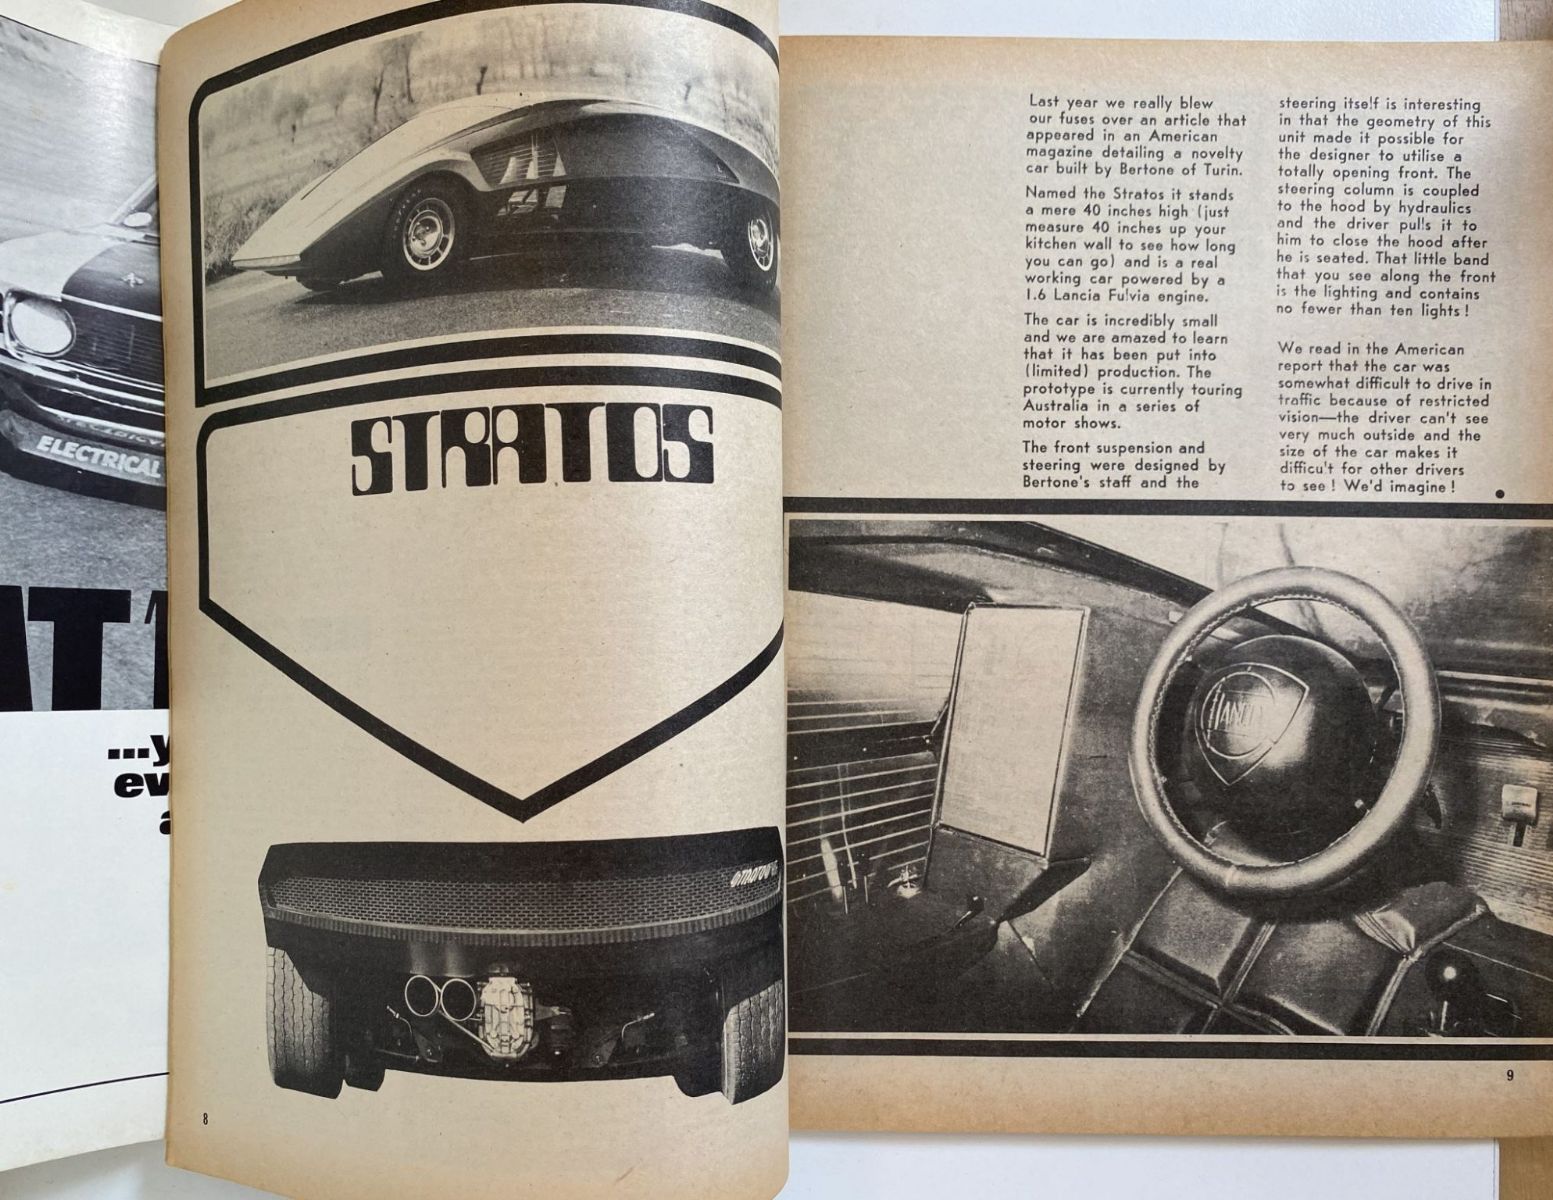 ELECTRICAL
...y
ev
a
STRATOS
stratos
8
Last year we really blew
our fuses over an article that
appeared in an American
magazine detailing a novelty
car built by Bertone of Turin.
Named the Stratos it stands
a mere 40 inches high (just
measure 40 inches up your
kitchen wall to see how long
you can go) and is a real
working car powered by a
1.6 Lancia Fulvia engine.
The car is incredibly small
and we are amazed to learn
that it has been put into
(limited) production. The
prototype is currently touring
Australia in a series of
motor shows.
The front suspension and
steering were designed by
Bertone's staff and the
steering itself is interesting
in that the geometry of this
unit made it possible for
the designer to utilise a
totally opening front. The
steering column is coupled
to the hood by hydraulics
and the driver pulls it to
him to close the hood after
he is seated. That little band
that you see along the front
is the lighting and contains
no fewer than ten lights !
We read in the American
report that the car was
somewhat difficult to drive in
traffic because of restricted
vision—the driver can't see
very much outside and the
size of the car makes it
difficu't for other drivers
to see ! We'd imagine !
LANCIA
9